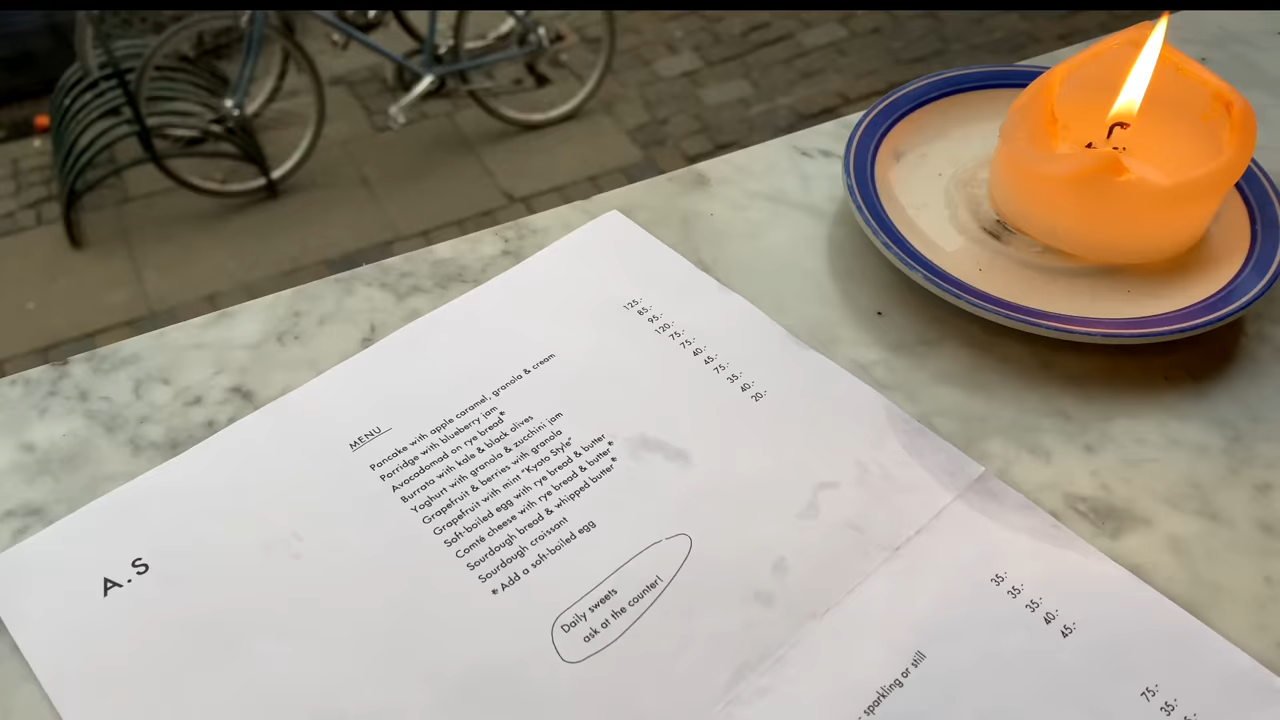 A.S
MENU
Pancake with apple caramel, granola & cream 125.-
Porridge with blueberry jam 85.-
Avocadomad on rye bread* 95.-
Burrata with kale & black olives 120.-
Yoghurt with granola & zucchini jam 75.-
Grapefruit & berries with granola 75.-
Grapefruit with mint "Kyoto Style" 40.-
Soft-boiled egg with rye bread & butter 45.-
Comté cheese with rye bread & butter* 75.-
Sourdough bread & whipped butter* 35.-
Sourdough croissant 40.-
*Add a soft-boiled egg 20.-
Daily sweets
ask at the counter!
35.-
35.-
35.-
40.-
45.-
sparkling or still
75.-
35.-